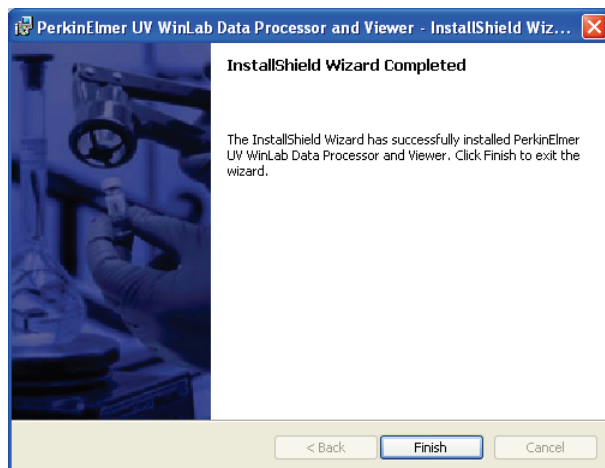 PerkinElmer UV WinLab Data Processor and Viewer - InstallShield Wiz...
InstallShield Wizard Completed
The InstallShield Wizard has successfully installed PerkinElmer
UV WinLab Data Processor and Viewer. Click Finish to exit the
wizard.
< Back
Finish
Cancel